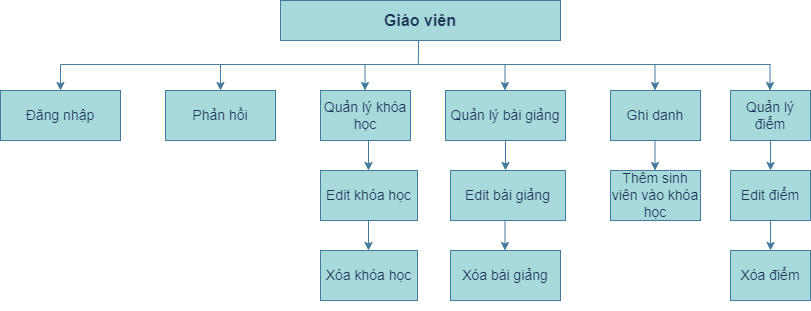 Giáo viên
Đăng nhập
Phản hồi
Quản lý khóa
học
Quản lý bài giảng
Ghi danh
Quản lý
điểm
Edit khóa học
Edit bài giảng
Thêm sinh
viên vào khóa
học
Edit điểm
Xóa khóa học
Xóa bài giảng
Xóa điểm